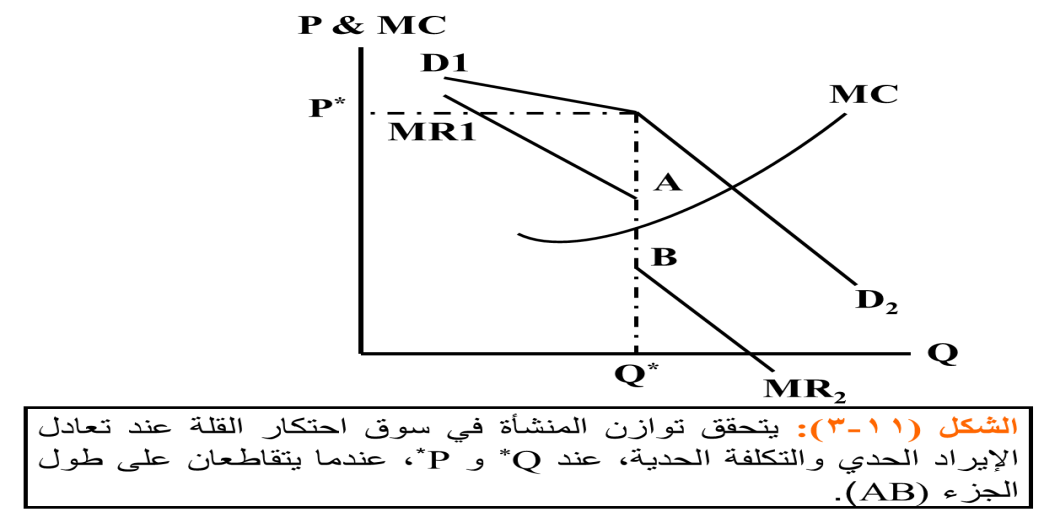 P & MC
D1
MC
P*
MR1
A
B
D₂
Q
Q*
MR₂
الشكل (١١-٣): يتحقق توازن المنشأة في سوق احتكار القلة عند تعادل
الإيراد الحدي والتكلفة الحدية، عند Q* و P*، عندما يتقاطعان على طول
الجزء (AB).